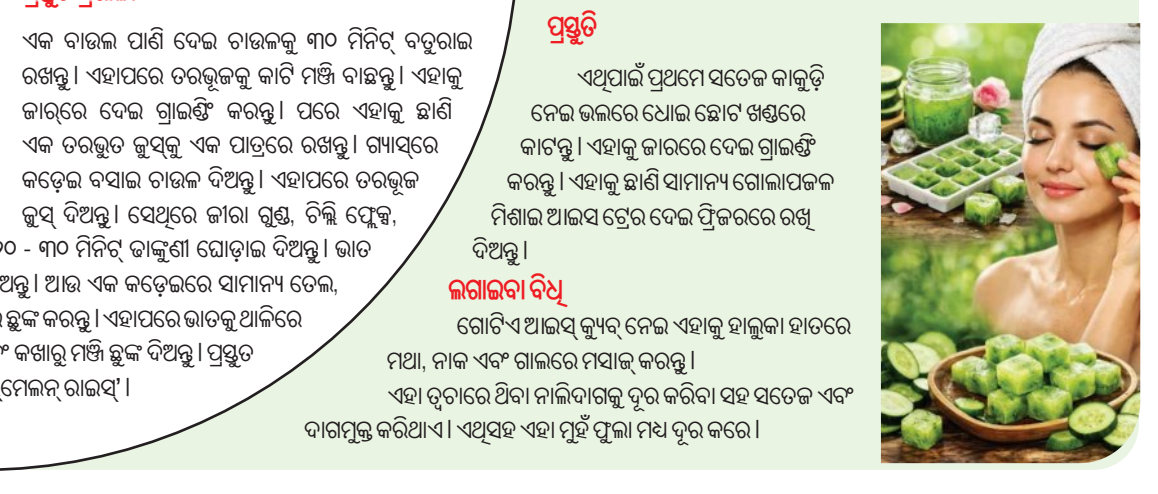 ଏକ ବାଉଲ ପାଣି ଦେଇ ଚାଉଳକୁ ୩୦ ମିନିଟ୍ ବତୁରାଇ
ରଖନ୍ତୁ। ଏହାପରେ ତରଭୂଜକୁ କାଟି ମଞ୍ଜି ବାଛନ୍ତୁ। ଏହାକୁ
ଜାର୍‌ରେ ଦେଇ ଗ୍ରାଇଣ୍ଡିଂ କରନ୍ତୁ। ପରେ ଏହାକୁ ଛାଣି
ଏକ ତରଭୁତ ଜୁସ୍‌କୁ ଏକ ପାତ୍ରରେ ରଖନ୍ତୁ। ଗ୍ୟାସ୍‌ରେ
କଡ଼େଇ ବସାଇ ଚାଉଳ ଦିଅନ୍ତୁ। ଏହାପରେ ତରଭୂଜ
ଜୁସ୍ ଦିଅନ୍ତୁ। ସେଥିରେ ଜୀରା ଗୁଣ୍ଡ, ଚିଲ୍ଲି ଫ୍ଲେକ୍ସ,
- ୩୦ ମିନିଟ୍ ଢାଙ୍କୁଣୀ ଘୋଡ଼ାଇ ଦିଅନ୍ତୁ। ଭାତ
ଆଉ ଏକ କଡ଼େଇରେ ସାମାନ୍ୟ ତେଲ,
ଛୁଙ୍କ କରନ୍ତୁ। ଏହାପରେ ଭାତକୁ ଥାଳିରେ
କଖାରୁ ମଞ୍ଜି ଛୁଙ୍କ ଦିଅନ୍ତୁ। ପ୍ରସ୍ତୁତ
ମେଲନ୍ ରାଇସ୍’।
ପ୍ରସ୍ତୁତି
ଏଥିପାଇଁ ପ୍ରଥମେ ସତେଜ କାକୁଡ଼ି
ନେଇ ଭଲରେ ଧୋଇ ଛୋଟ ଖଣ୍ଡରେ
କାଟନ୍ତୁ। ଏହାକୁ ଜାରରେ ଦେଇ ଗ୍ରାଇଣ୍ଡିଂ
କରନ୍ତୁ। ଏହାକୁ ଛାଣି ସାମାନ୍ୟ ଗୋଲାପଜଳ
ମିଶାଇ ଆଇସ ଟ୍ରେର ଦେଇ ଫ୍ରିଜରରେ ରଖି
ଦିଅନ୍ତୁ।
ଲଗାଇବା ବିଧି
ଗୋଟିଏ ଆଇସ୍ କ୍ୟୁବ୍ ନେଇ ଏହାକୁ ହାଲୁକା ହାତରେ
ମଥା, ନାକ ଏବଂ ଗାଲରେ ମସାଜ୍ କରନ୍ତୁ।
ଏହା ତ୍ୱଚାରେ ଥିବା ନାଲିଦାଗକୁ ଦୂର କରିବା ସହ ସତେଜ ଏବଂ
ଦାଗମୁକ୍ତ କରିଥାଏ। ଏଥିସହ ଏହା ମୁହଁ ଫୁଲା ମଧ୍ୟ ଦୂର କରେ।